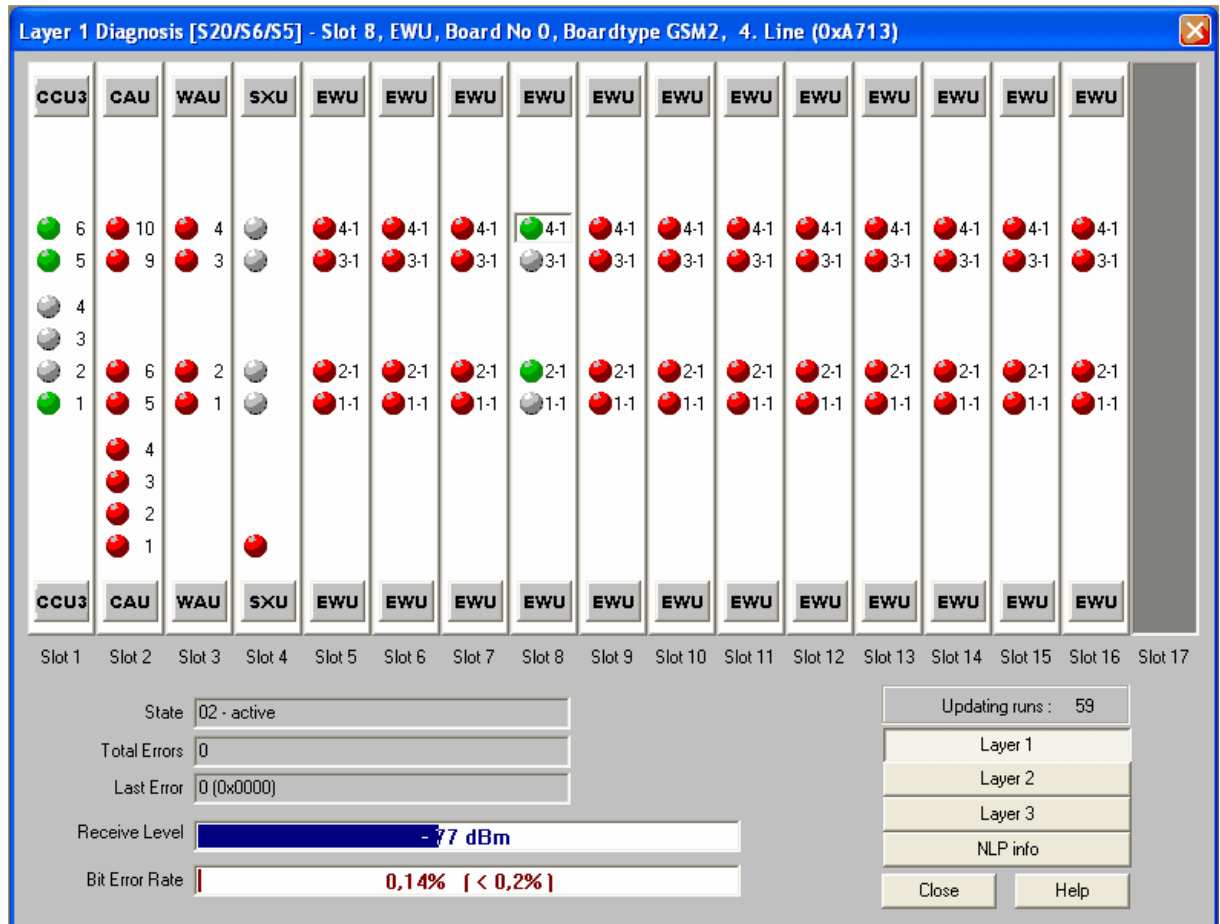 Layer 1 Diagnosis [S20/S6/S5] - Slot 8, EWU, Board No 0, Boardtype GSM2, 4. Line (0xA713)
CCU3 CAU WAU SXU EWU EWU EWU EWU EWU EWU EWU EWU EWU EWU EWU EWU
6 10 4 4-1 4-1 4-1 4-1 4-1 4-1 4-1 4-1 4-1 4-1 4-1 4-1
5 9 3 3-1 3-1 3-1 3-1 3-1 3-1 3-1 3-1 3-1 3-1 3-1 3-1
4
3
2 6 2 2-1 2-1 2-1 2-1 2-1 2-1 2-1 2-1 2-1 2-1 2-1 2-1
1 5 1 1-1 1-1 1-1 1-1 1-1 1-1 1-1 1-1 1-1 1-1 1-1 1-1
4
3
2
1
CCU3 CAU WAU SXU EWU EWU EWU EWU EWU EWU EWU EWU EWU EWU EWU EWU
Slot 1 Slot 2 Slot 3 Slot 4 Slot 5 Slot 6 Slot 7 Slot 8 Slot 9 Slot 10 Slot 11 Slot 12 Slot 13 Slot 14 Slot 15 Slot 16 Slot 17
State 02 - active
Total Errors 0
Last Error 0 (0x0000)
Receive Level - 77 dBm
Bit Error Rate 0,14% ( < 0,2% )
Updating runs : 59
Layer 1
Layer 2
Layer 3
NLP info
Close Help